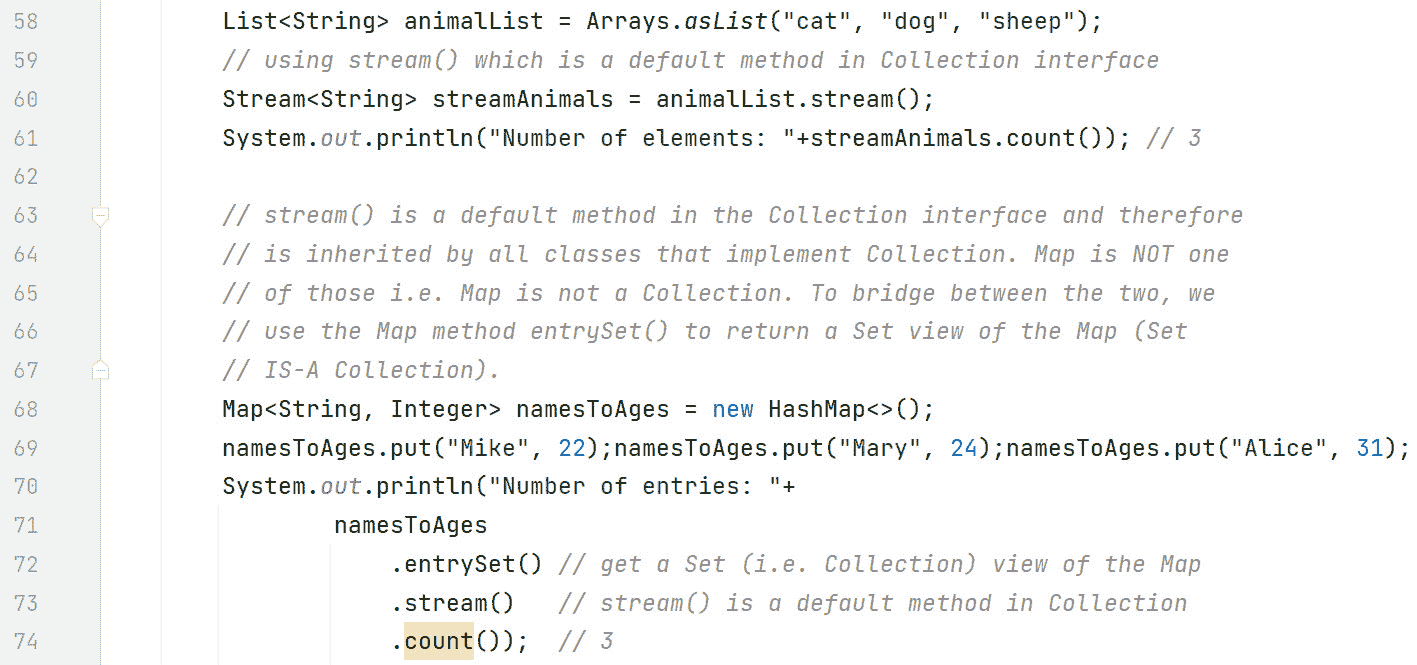 58 List<String> animalList = Arrays.asList("cat", "dog", "sheep");
59 // using stream() which is a default method in Collection interface
60 Stream<String> streamAnimals = animalList.stream();
61 System.out.println("Number of elements: "+streamAnimals.count()); // 3
62
63 // stream() is a default method in the Collection interface and therefore
64 // is inherited by all classes that implement Collection. Map is NOT one
65 // of those i.e. Map is not a Collection. To bridge between the two, we
66 // use the Map method entrySet() to return a Set view of the Map (Set
67 // IS-A Collection).
68 Map<String, Integer> namesToAges = new HashMap<>();
69 namesToAges.put("Mike", 22);namesToAges.put("Mary", 24);namesToAges.put("Alice", 31);
70 System.out.println("Number of entries: "+
71 namesToAges
72 .entrySet() // get a Set (i.e. Collection) view of the Map
73 .stream() // stream() is a default method in Collection
74 .count()); // 3